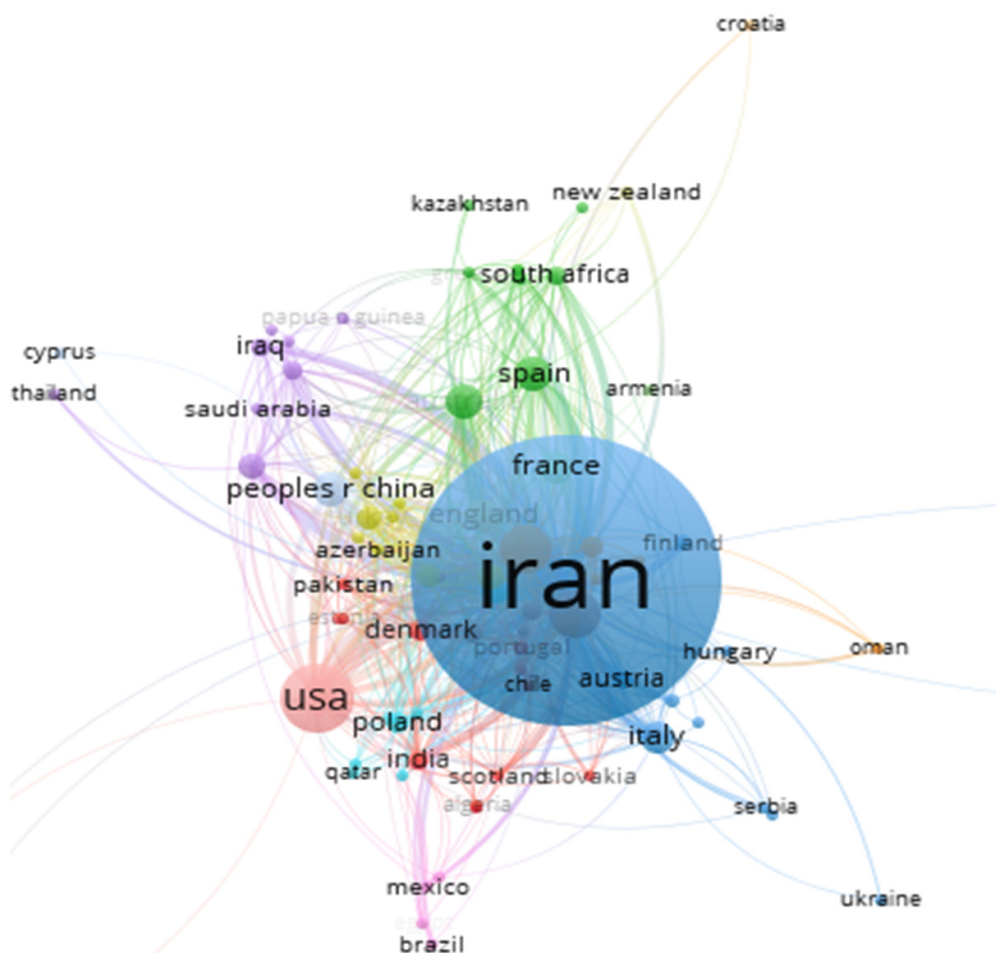 croatia
new zealand
kazakhstan
south africa
papua n guinea
iraq
cyprus
spain
armenia
thailand
saudi arabia
france
peoples r china
england
finland
azerbaijan
iran
pakistan
estonia
denmark
portugal
hungary
oman
chile
austria
usa
poland
italy
india
qatar
scotland
slovakia
algeria
serbia
mexico
ukraine
brazil